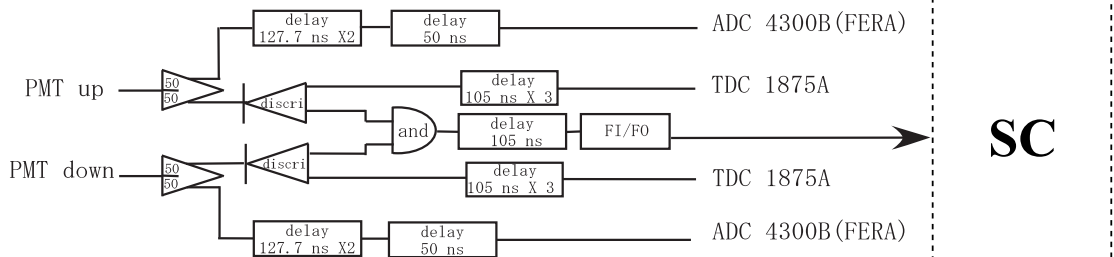 delay
127.7 ns X2
delay
50 ns
ADC 4300B(FERA)
PMT up
50
50
discri
delay
105 ns X 3
TDC 1875A
and
delay
105 ns
FI/FO
SC
PMT down
50
50
discri
delay
105 ns X 3
TDC 1875A
delay
127.7 ns X2
delay
50 ns
ADC 4300B(FERA)